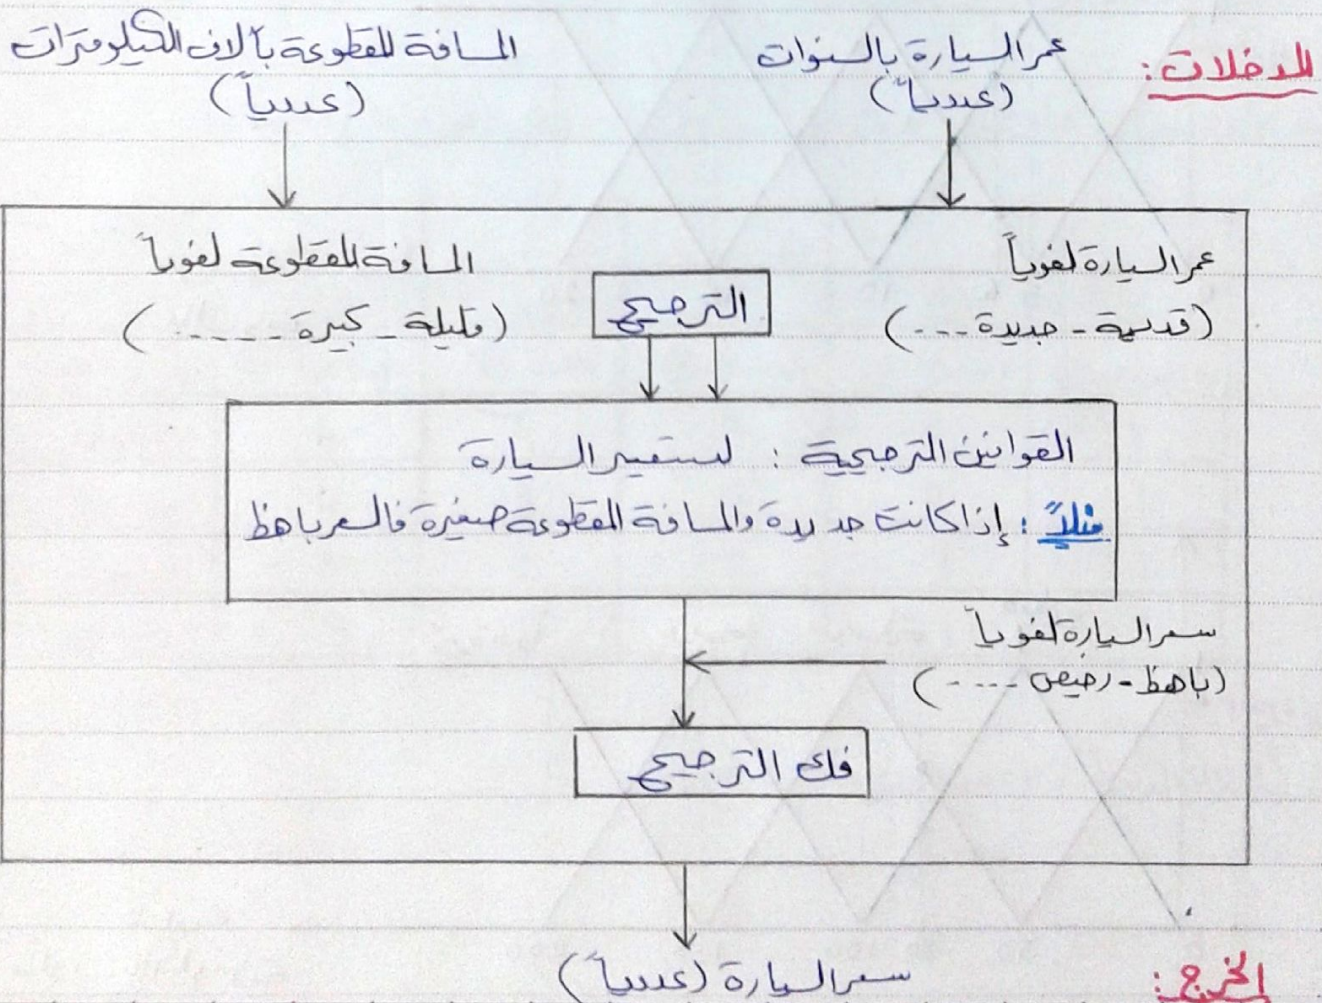 المدخلات: عمر السيارة بالسنوات المسافة المقطوعة بآلاف الكيلومترات
(عددياً) (عددياً)
عمر السيارة لغوياً المسافة المقطوعة لغوياً
(قديمة - جديدة ---) الترجيح (قليلة - كبيرة -----)
القوانين الترجيحية : لتسعير السيارة
مثلاً : إذا كانت جديدة والمسافة المقطوعة صغيرة فالسعر باهظ
سعر السيارة لغوياً
(باهظ - رخيص ----)
فك الترجيح
الخرج: سعر السيارة (عددياً)